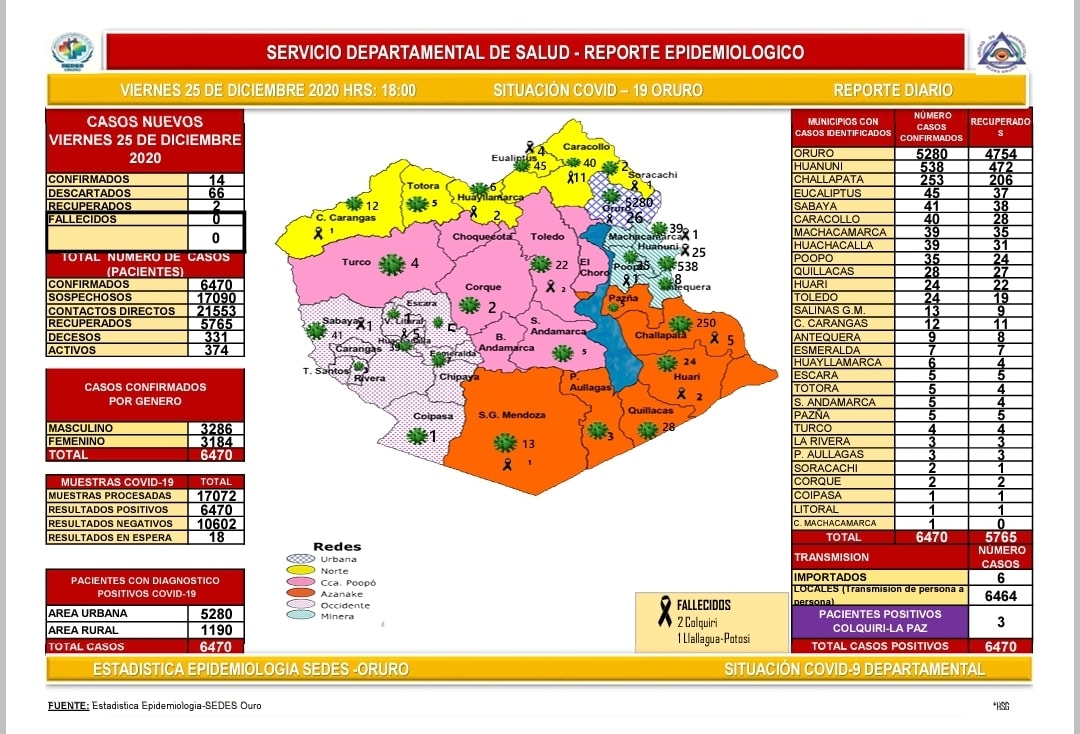 SERVICIO DEPARTAMENTAL DE SALUD - REPORTE EPIDEMIOLOGICO
VIERNES 25 DE DICIEMBRE 2020 HRS: 18:00 SITUACIÓN COVID – 19 ORURO REPORTE DIARIO
CASOS NUEVOS
VIERNES 25 DE DICIEMBRE
2020
CONFIRMADOS 14
DESCARTADOS 66
RECUPERADOS 2
FALLECIDOS 0
0
TOTAL NUMERO DE CASOS
(PACIENTES)
CONFIRMADOS 6470
SOSPECHOSOS 17090
CONTACTOS DIRECTOS 21553
RECUPERADOS 5765
DECESOS 331
ACTIVOS 374
CASOS CONFIRMADOS
POR GENERO
MASCULINO 3286
FEMENINO 3184
TOTAL 6470
MUESTRAS COVID-19 TOTAL
MUESTRAS PROCESADAS 17072
RESULTADOS POSITIVOS 6470
RESULTADOS NEGATIVOS 10602
RESULTADOS EN ESPERA 18
PACIENTES CON DIAGNOSTICO
POSITIVOS COVID-19
AREA URBANA 5280
AREA RURAL 1190
TOTAL CASOS 6470
Caracollo
4
Eualiptus
45
40
2
11
Soracachi
1
Totora
5
6
Huayllamarca
2
5280
Oruro
26
12
C. Carangas
1
Choquecota
Toledo
Machacamarca
39
1
Huanuni
25
Turco
4
22
2
El
Choro
Poopó
35
1
538
8
Antequera
Corque
2
Pazña
5
Escara
Sabaya
1
41
V. Litoral
5
Huachacalla
39
Carangas
Esmeralda
7
T. Santos
3
Rivera
Chipaya
S.
Andamarca
5
B.
Andamarca
250
Challapata
5
24
Huari
2
P.
Aullagas
3
Quillacas
28
Coipasa
1
S.G. Mendoza
13
1
Redes
Urbana
Norte
Cca. Poopó
Azanake
Occidente
Minera
FALLECIDOS
2 Colquiri
1 Llallagua-Potosi
MUNICIPIOS CON
CASOS IDENTIFICADOS
NÚMERO
CASOS
CONFIRMADOS
RECUPERADO
S
ORURO 5280 4754
HUANUNI 538 472
CHALLAPATA 253 206
EUCALIPTUS 45 37
SABAYA 41 38
CARACOLLO 40 28
MACHACAMARCA 39 35
HUACHACALLA 39 31
POOPO 35 24
QUILLACAS 28 27
HUARI 24 22
TOLEDO 24 19
SALINAS G.M. 13 9
C. CARANGAS 12 11
ANTEQUERA 9 8
ESMERALDA 7 7
HUAYLLAMARCA 6 4
ESCARA 5 5
TOTORA 5 4
S. ANDAMARCA 5 4
PAZÑA 5 5
TURCO 4 4
LA RIVERA 3 3
P. AULLAGAS 3 3
SORACACHI 2 1
CORQUE 2 2
COIPASA 1 1
LITORAL 1 1
C. MACHACAMARCA 1 0
TOTAL 6470 5765
TRANSMISION NÚMERO
CASOS
IMPORTADOS 6
LOCALES (Transmision de persona a
persona) 6464
PACIENTES POSITIVOS
COLQUIRI-LA PAZ 3
TOTAL CASOS POSITIVOS 6470
ESTADISTICA EPIDEMIOLOGIA SEDES -ORURO SITUACIÓN COVID-9 DEPARTAMENTAL
FUENTE: Estadistica Epidemiologia-SEDES Ouro
*HSG